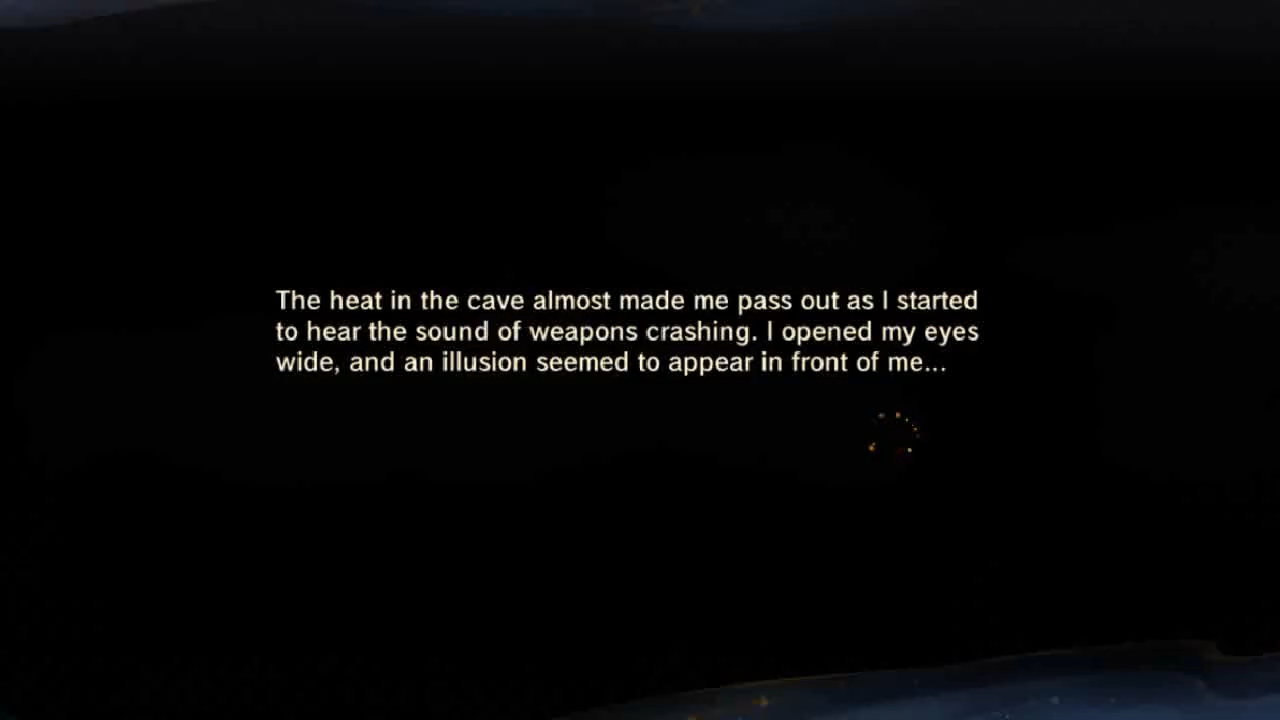 The heat in the cave almost made me pass out as I started
to hear the sound of weapons crashing. I opened my eyes
wide, and an illusion seemed to appear in front of me...